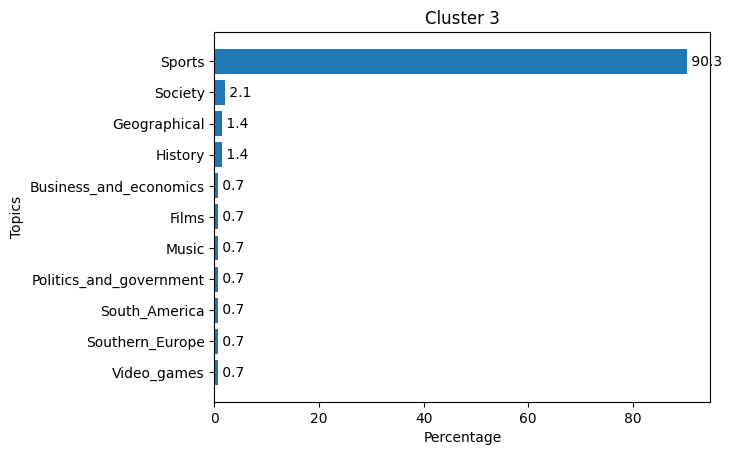 Cluster 3
Topics
Sports 90.3
Society 2.1
Geographical 1.4
History 1.4
Business_and_economics 0.7
Films 0.7
Music 0.7
Politics_and_government 0.7
South_America 0.7
Southern_Europe 0.7
Video_games 0.7
0 20 40 60 80
Percentage